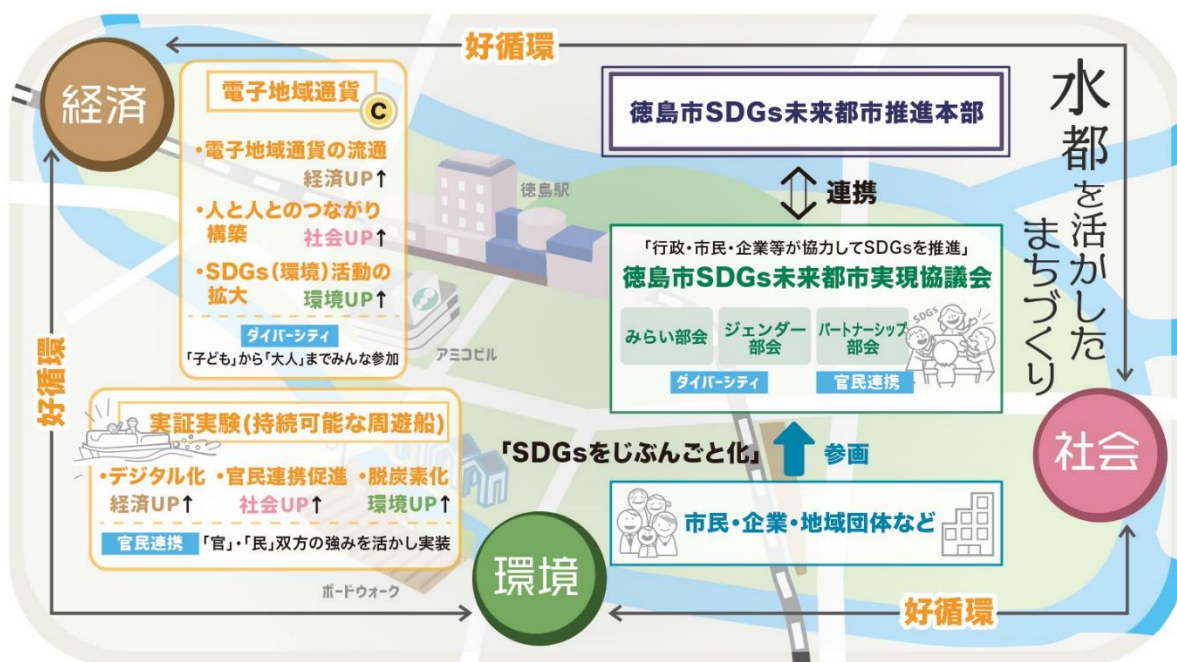 好循環
経済
電子地域通貨
C
・電子地域通貨の流通
経済UP↑
・人と人とのつながり
構築 社会UP↑
・SDGs(環境)活動の
拡大 環境UP↑
ダイバーシティ
「子ども」から「大人」までみんな参加
徳島駅
アミコビル
徳島市SDGs未来都市推進本部
連携
「行政・市民・企業等が協力してSDGsを推進」
徳島市SDGs未来都市実現協議会
みらい部会
ジェンダー
部会
パートナーシップ
部会
SDGS
ダイバーシティ
官民連携
水都を活かした
まちづくり
好循環
実証実験(持続可能な周遊船)
・デジタル化 ・官民連携促進 ・脱炭素化
経済UP↑ 社会UP↑ 環境UP↑
官民連携 「官」・「民」双方の強みを活かし実装
ボードウォーク
「SDGsをじぶんごと化」
参画
市民・企業・地域団体など
社会
環境
好循環